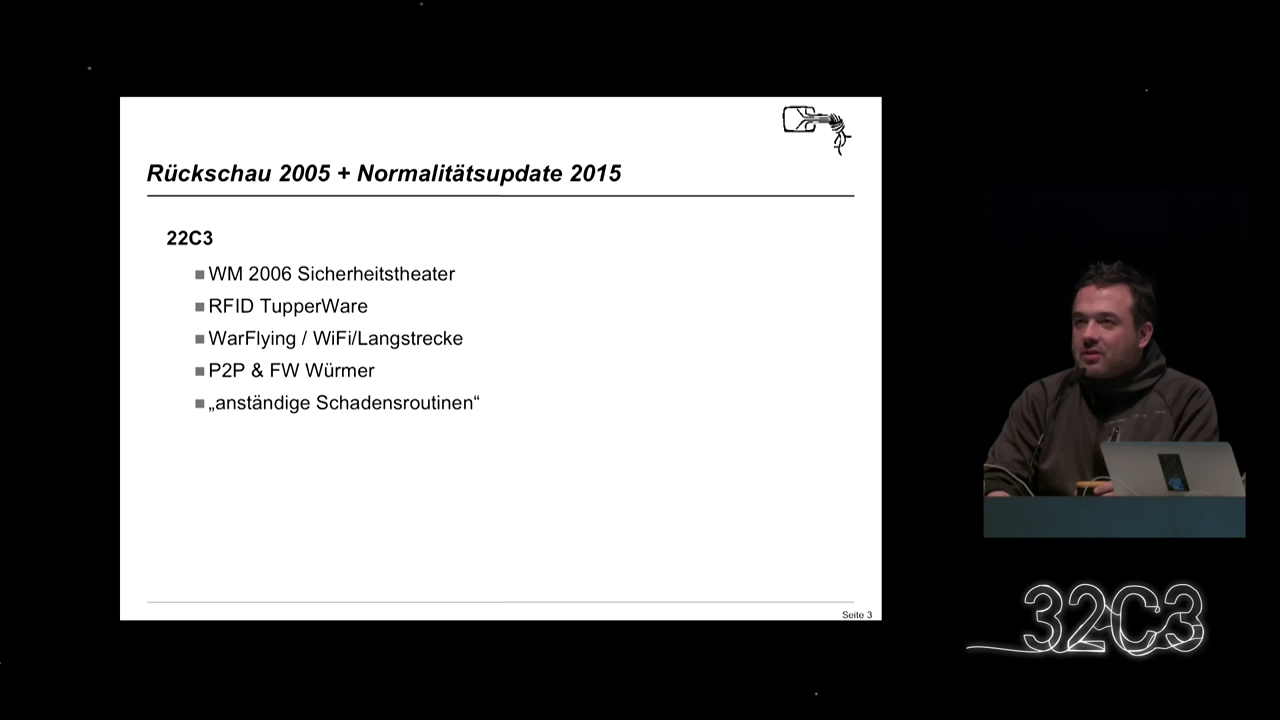 Rückschau 2005 + Normalitätsupdate 2015
22C3
WM 2006 Sicherheitstheater
RFID TupperWare
WarFlying / WiFi/Langstrecke
P2P & FW Würmer
„anständige Schadensroutinen“
Seite 3
32C3